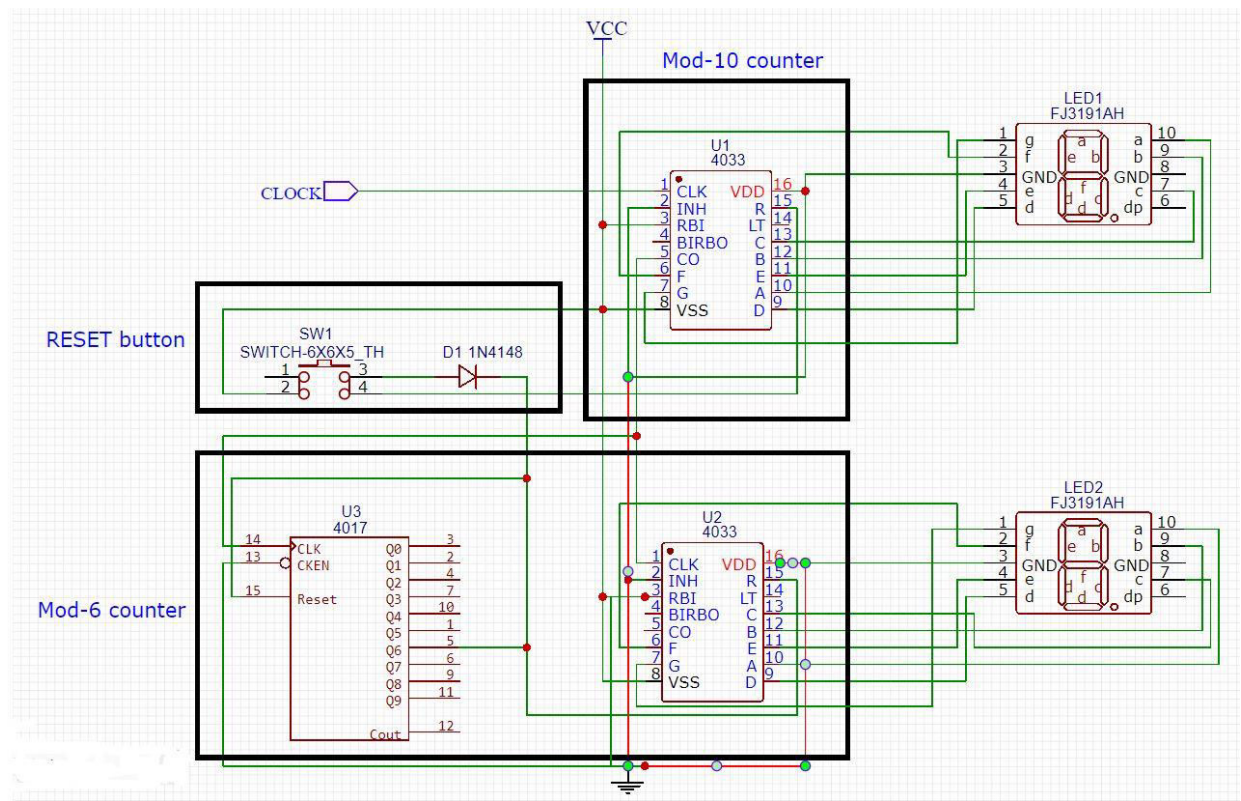 VCC
Mod-10 counter
LED1
FJ3191AH
1 g a 10
2 f b 9
3 GND GND 8
4 e c 7
5 d dp 6
a
e b
f
d c
d
U1
4033
CLOCK
1 CLK VDD 16
2 INH R 15
3 RBI LT 14
4 BIRBO C 13
5 CO B 12
6 F E 11
7 G A 10
8 VSS D 9
RESET button
SW1
SWITCH-6X6X5_TH
D1 1N4148
1 3
2 4
Mod-6 counter
U3
4017
14 CLK Q0 3
13 CKEN Q1 2
Q2 4
15 Reset Q3 7
Q4 10
Q5 1
Q6 5
Q7 6
Q8 9
Q9 11
Cout 12
U2
4033
1 CLK VDD 16
2 INH R 15
3 RBI LT 14
4 BIRBO C 13
5 CO B 12
6 F E 11
7 G A 10
8 VSS D 9
LED2
FJ3191AH
1 g a 10
2 f b 9
3 GND GND 8
4 e c 7
5 d dp 6
a
e b
f
d c
d